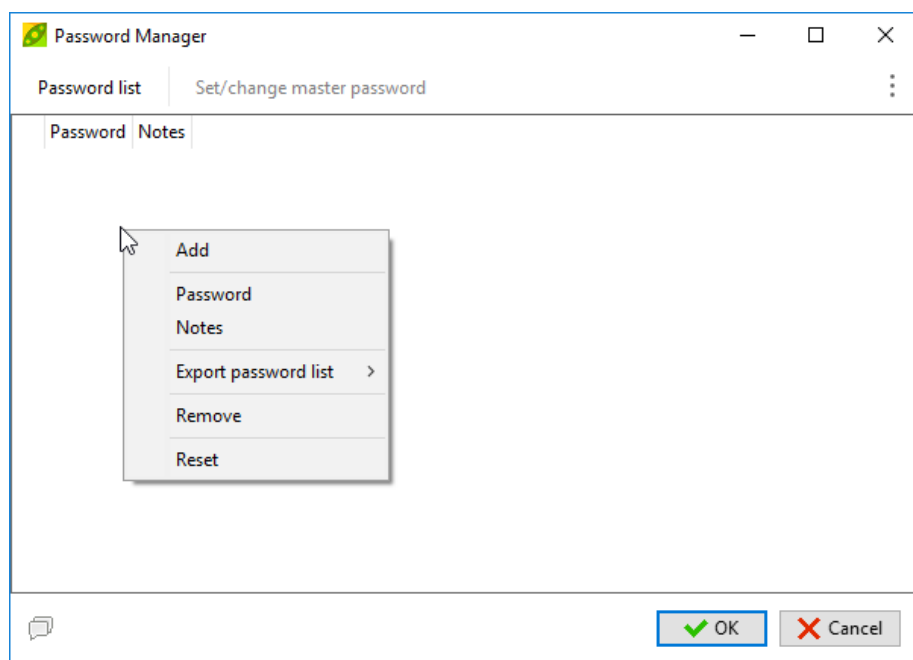 Password Manager
Password list
Set/change master password
Password
Notes
Add
Password
Notes
Export password list
Remove
Reset
OK
Cancel